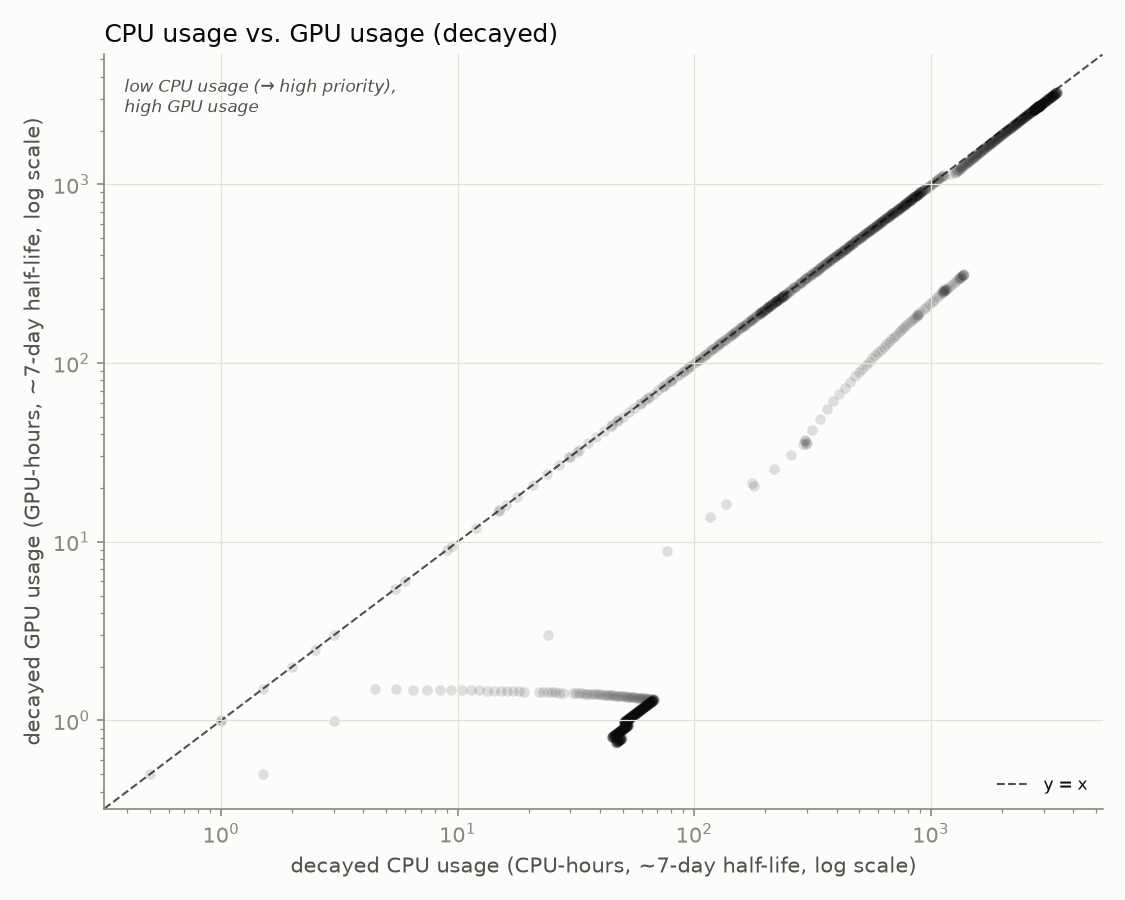 CPU usage vs. GPU usage (decayed)
low CPU usage (→ high priority),
high GPU usage
decayed GPU usage (GPU-hours, ~7-day half-life, log scale)
10³
10²
10¹
10⁰
y = x
10⁰ 10¹ 10² 10³
decayed CPU usage (CPU-hours, ~7-day half-life, log scale)